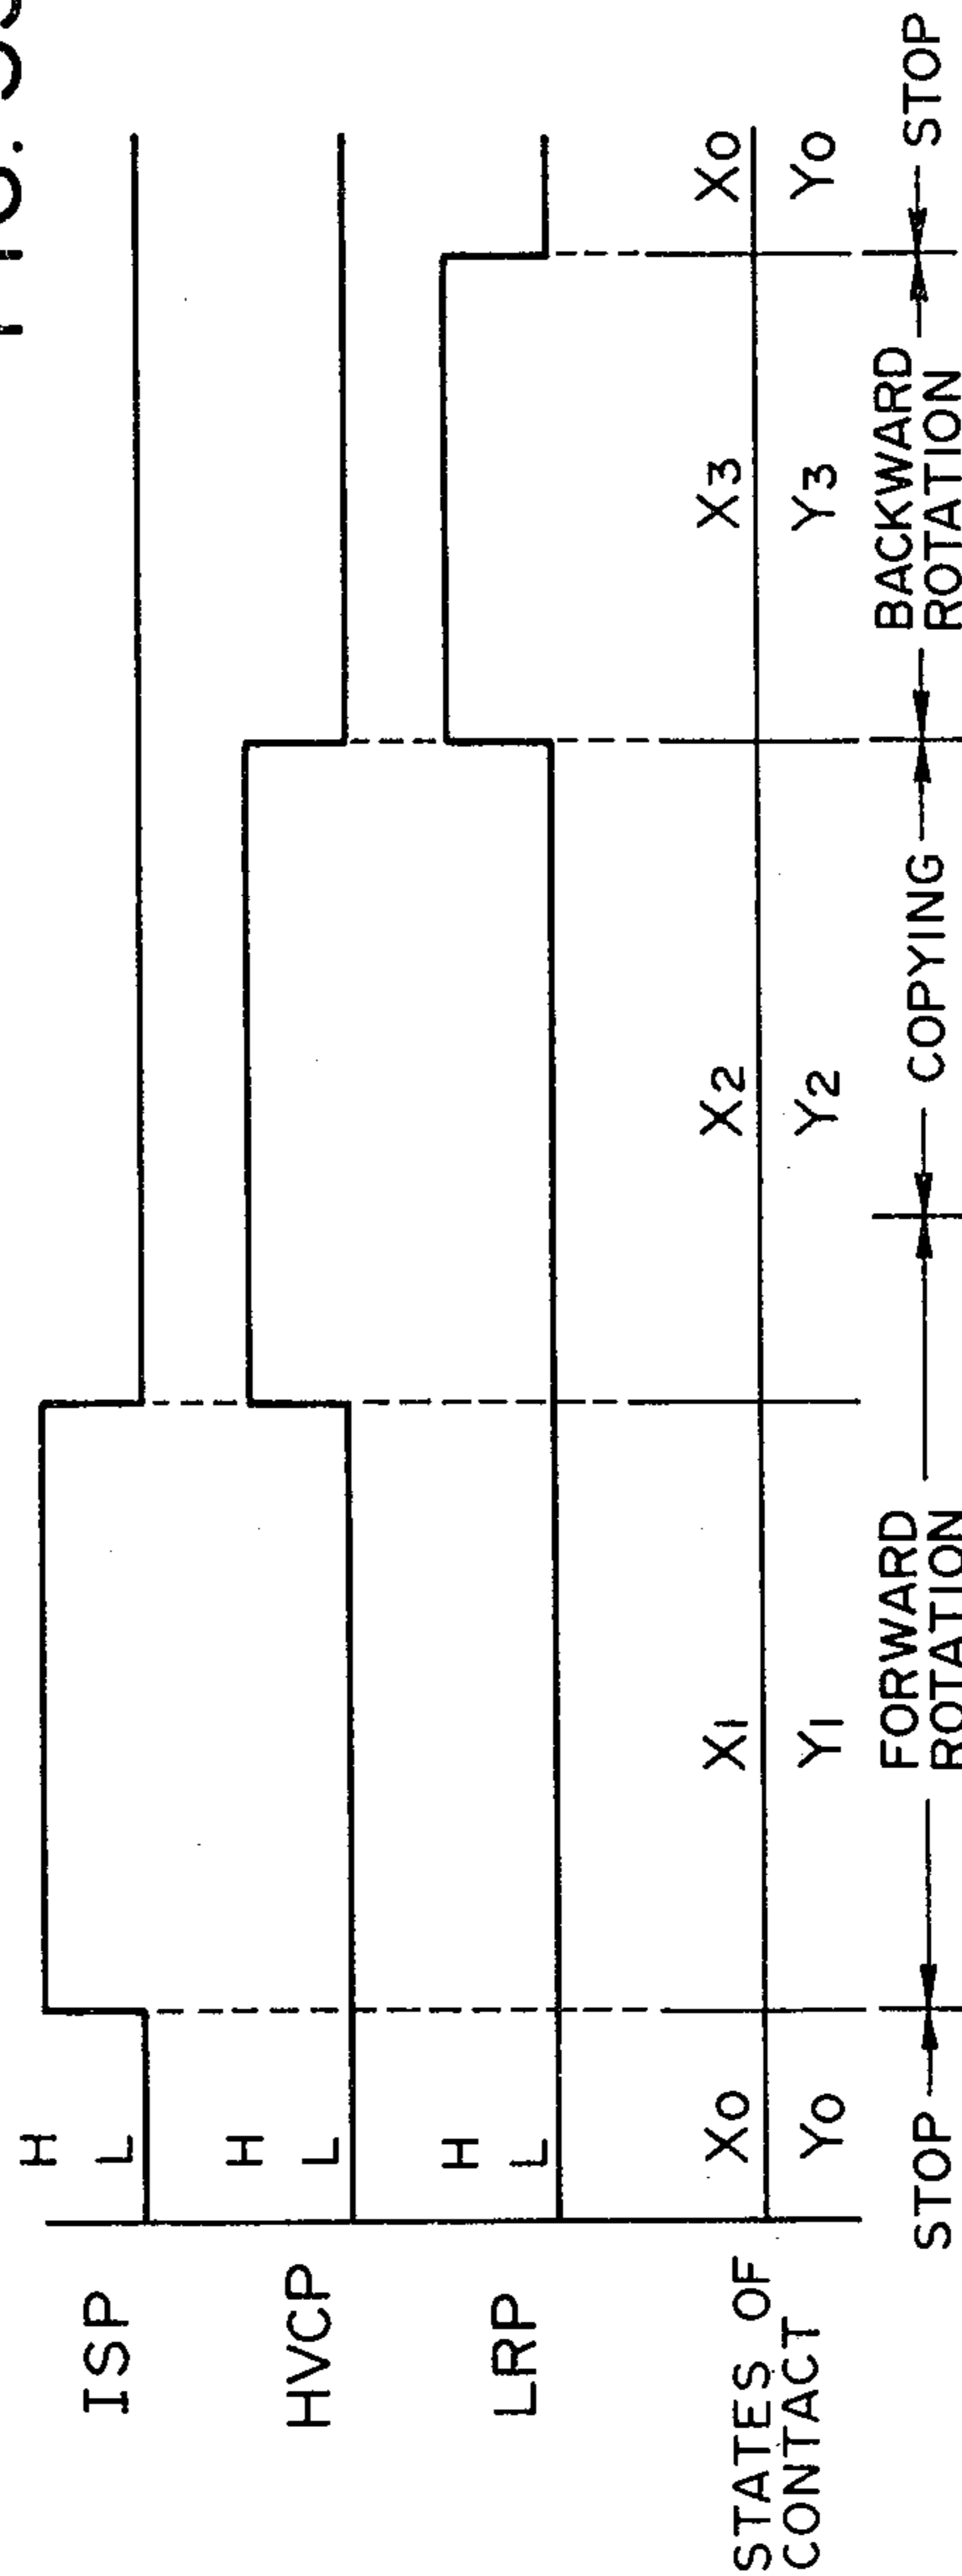 ISP
H
L
HVCP
H
L
LRP
H
L
STATES OF
CONTACT
X0 X1 X2 X3 X0
Y0 Y1 Y2 Y3 Y0
STOP FORWARD
ROTATION COPYING BACKWARD
ROTATION STOP